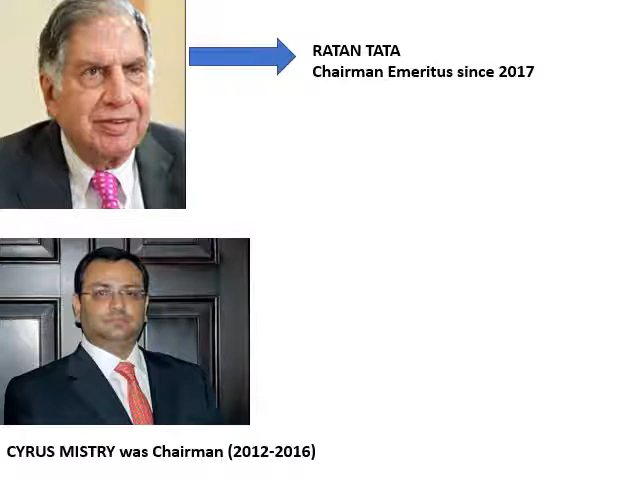 RATAN TATA
Chairman Emeritus since 2017
CYRUS MISTRY was Chairman (2012-2016)